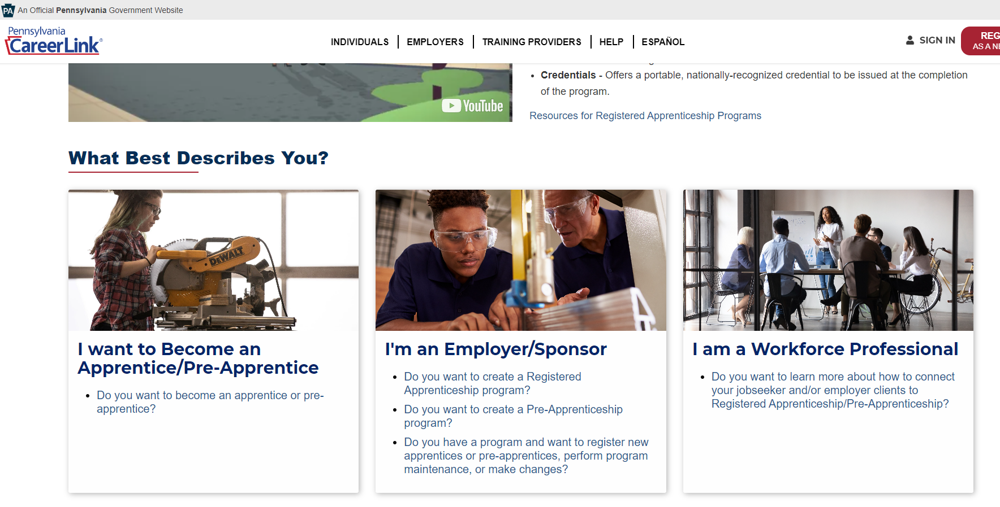 PA An Official Pennsylvania Government Website
Pennsylvania
CareerLink®
INDIVIDUALS
EMPLOYERS
TRAINING PROVIDERS
HELP
ESPAÑOL
SIGN IN
REG
AS A NE
YouTube
• Credentials - Offers a portable, nationally-recognized credential to be issued at the completion
of the program.
Resources for Registered Apprenticeship Programs
What Best Describes You?
DEWALT
I want to Become an
Apprentice/Pre-Apprentice
• Do you want to become an apprentice or pre-
apprentice?
I'm an Employer/Sponsor
• Do you want to create a Registered
Apprenticeship program?
• Do you want to create a Pre-Apprenticeship
program?
• Do you have a program and want to register new
apprentices or pre-apprentices, perform program
maintenance, or make changes?
I am a Workforce Professional
• Do you want to learn more about how to connect
your jobseeker and/or employer clients to
Registered Apprenticeship/Pre-Apprenticeship?